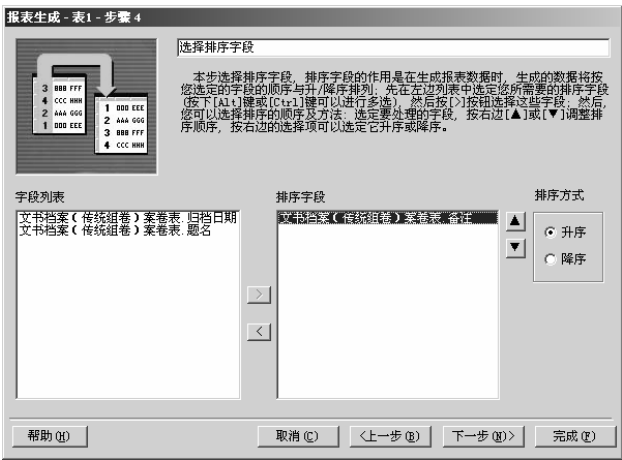 报表生成 - 表1 - 步骤 4
选择排序字段
本步选择排序字段，排序字段的作用是在生成报表数据时，生成的数据将按
您选定的字段的顺序与升/降序排列；先在左边列表中选定您所需要的排序字段
(按下[Alt]键或[Ctrl]键可以进行多选)，然后按[>]按钮选择这些字段；然后,
您可以选择排序的顺序及方法：选定要处理的字段，按右边[▲]或[▼]调整排
序顺序，按右边的选择项可以选定它升序或降序。
3 BBB FFF
4 CCC HHH
2 AAA GGG
1 DDD EEE
1 DDD EEE
2 AAA GGG
3 BBB FFF
4 CCC HHH
字段列表
文书档案(传统组卷)案卷表.归档日期
文书档案(传统组卷)案卷表.题名
>
<
排序字段
文书档案(传统组卷)案卷表.备注
▲
▼
排序方式
升序
降序
帮助(H)
取消(C)
<上一步(B)
下一步(N)>
完成(F)